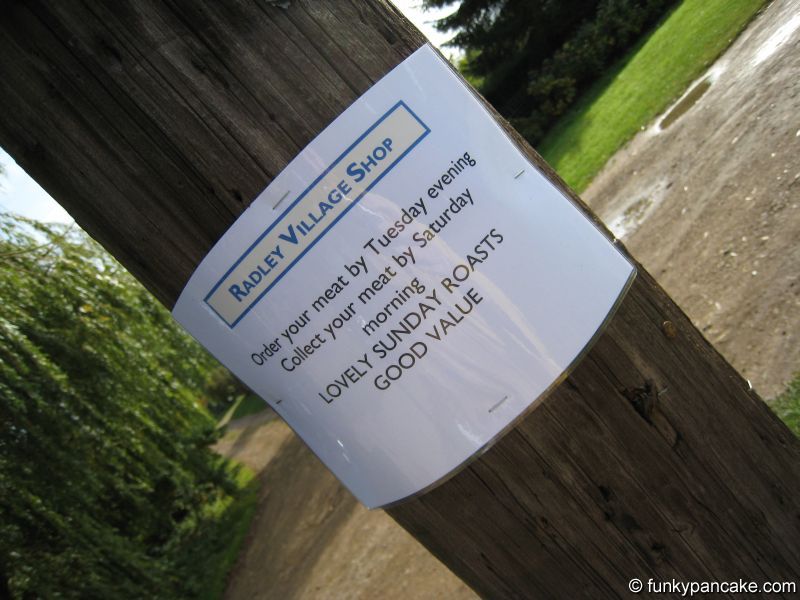 RADLEY VILLAGE SHOP
Order your meat by Tuesday evening
Collect your meat by Saturday
morning
LOVELY SUNDAY ROASTS
GOOD VALUE
© funkypancake.com